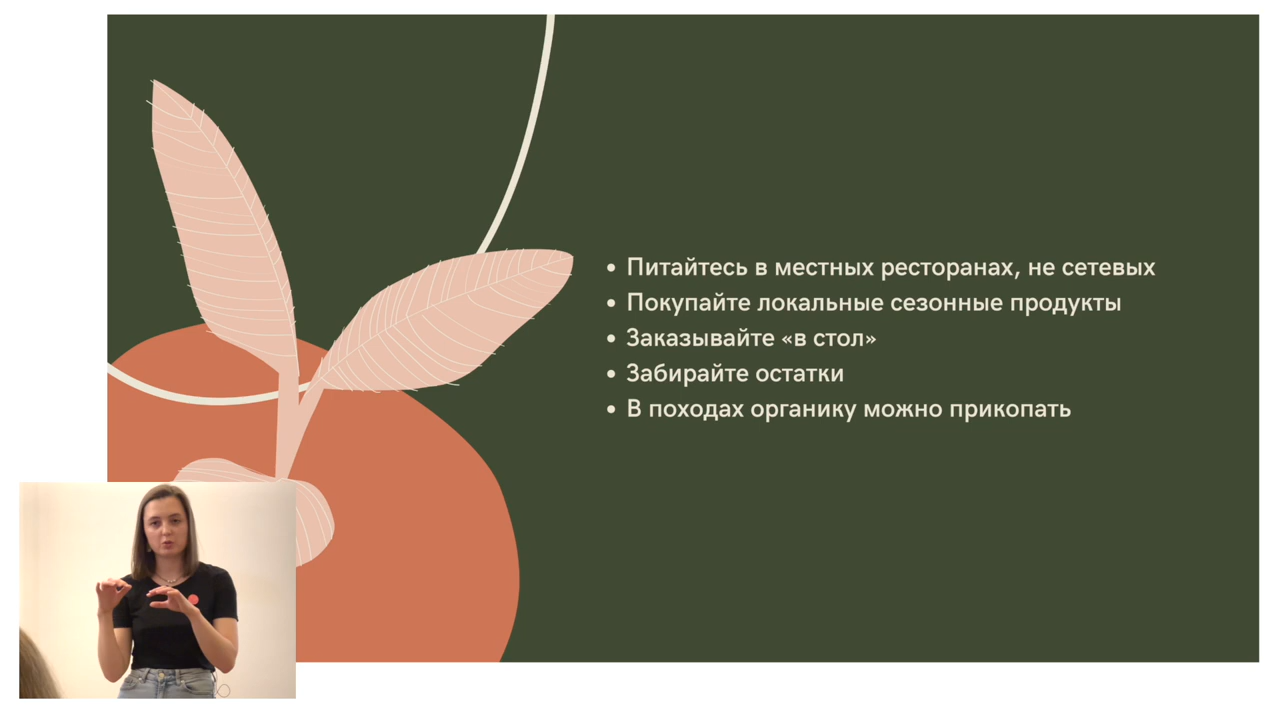 • Питайтесь в местных ресторанах, не сетевых
• Покупайте локальные сезонные продукты
• Заказывайте «в стол»
• Забирайте остатки
• В походах органику можно прикопать